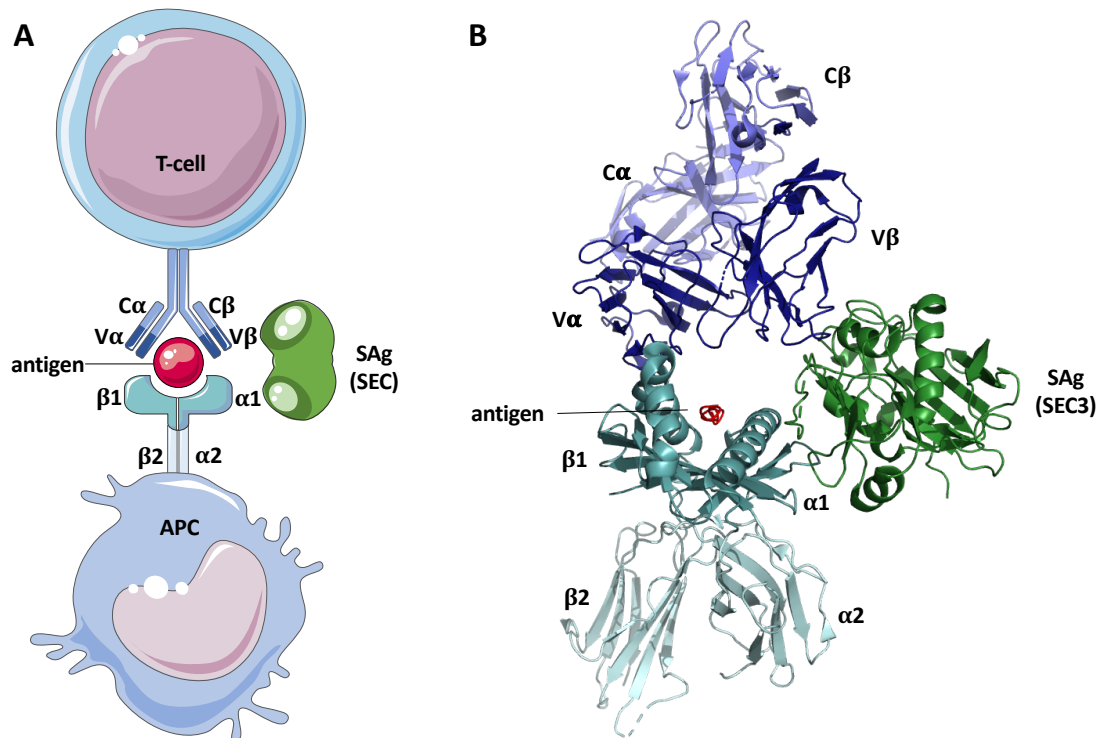 A
T-cell
Cα
Cβ
Vα
Vβ
antigen
SAg
(SEC)
β1
α1
β2
α2
APC
B
Cβ
Cα
Vβ
Vα
SAg
(SEC3)
antigen
β1
α1
β2
α2